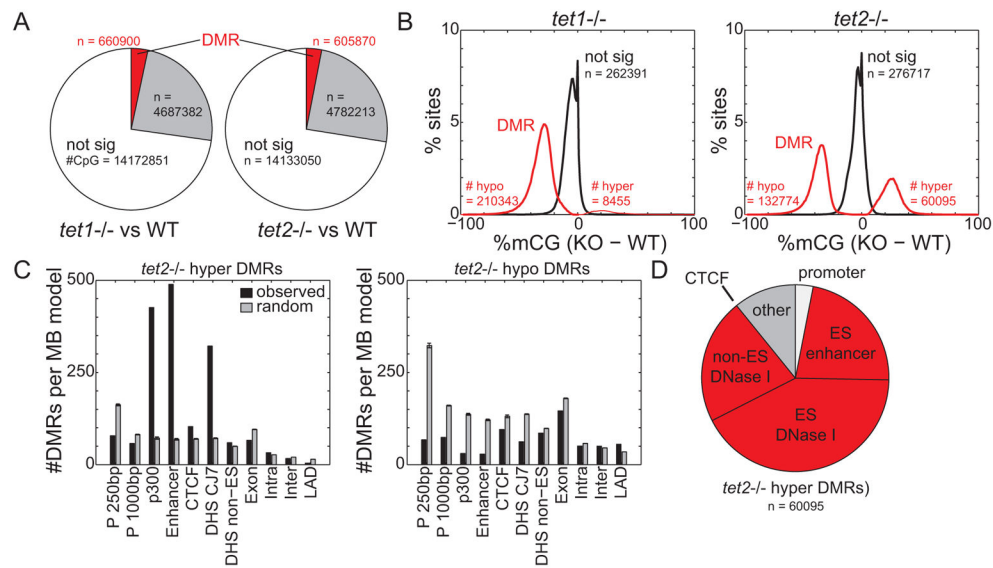 A
n = 660900
DMR
n = 605870
n =
4687382
n =
4782213
not sig
#CpG = 14172851
not sig
n = 14133050
tet1-/- vs WT
tet2-/- vs WT
B
tet1-/-
tet2-/-
10
5
0
% sites
not sig
n = 262391
DMR
# hypo
= 210343
# hyper
= 8455
−100
0
100
%mCG (KO − WT)
10
5
0
% sites
not sig
n = 276717
DMR
# hypo
= 132774
# hyper
= 60095
−100
0
100
%mCG (KO − WT)
C
tet2-/- hyper DMRs
500
250
0
#DMRs per MB model
observed
random
P 250bp
P 1000bp
p300
Enhancer
CTCF
DHS CJ7
DHS non−ES
Exon
Intra
Inter
LAD
tet2-/- hypo DMRs
500
250
0
#DMRs per MB model
P 250bp
P 1000bp
p300
Enhancer
CTCF
DHS CJ7
DHS non−ES
Exon
Intra
Inter
LAD
D
CTCF
promoter
other
ES
enhancer
non-ES
DNase I
ES
DNase I
tet2-/- hyper DMRs)
n = 60095